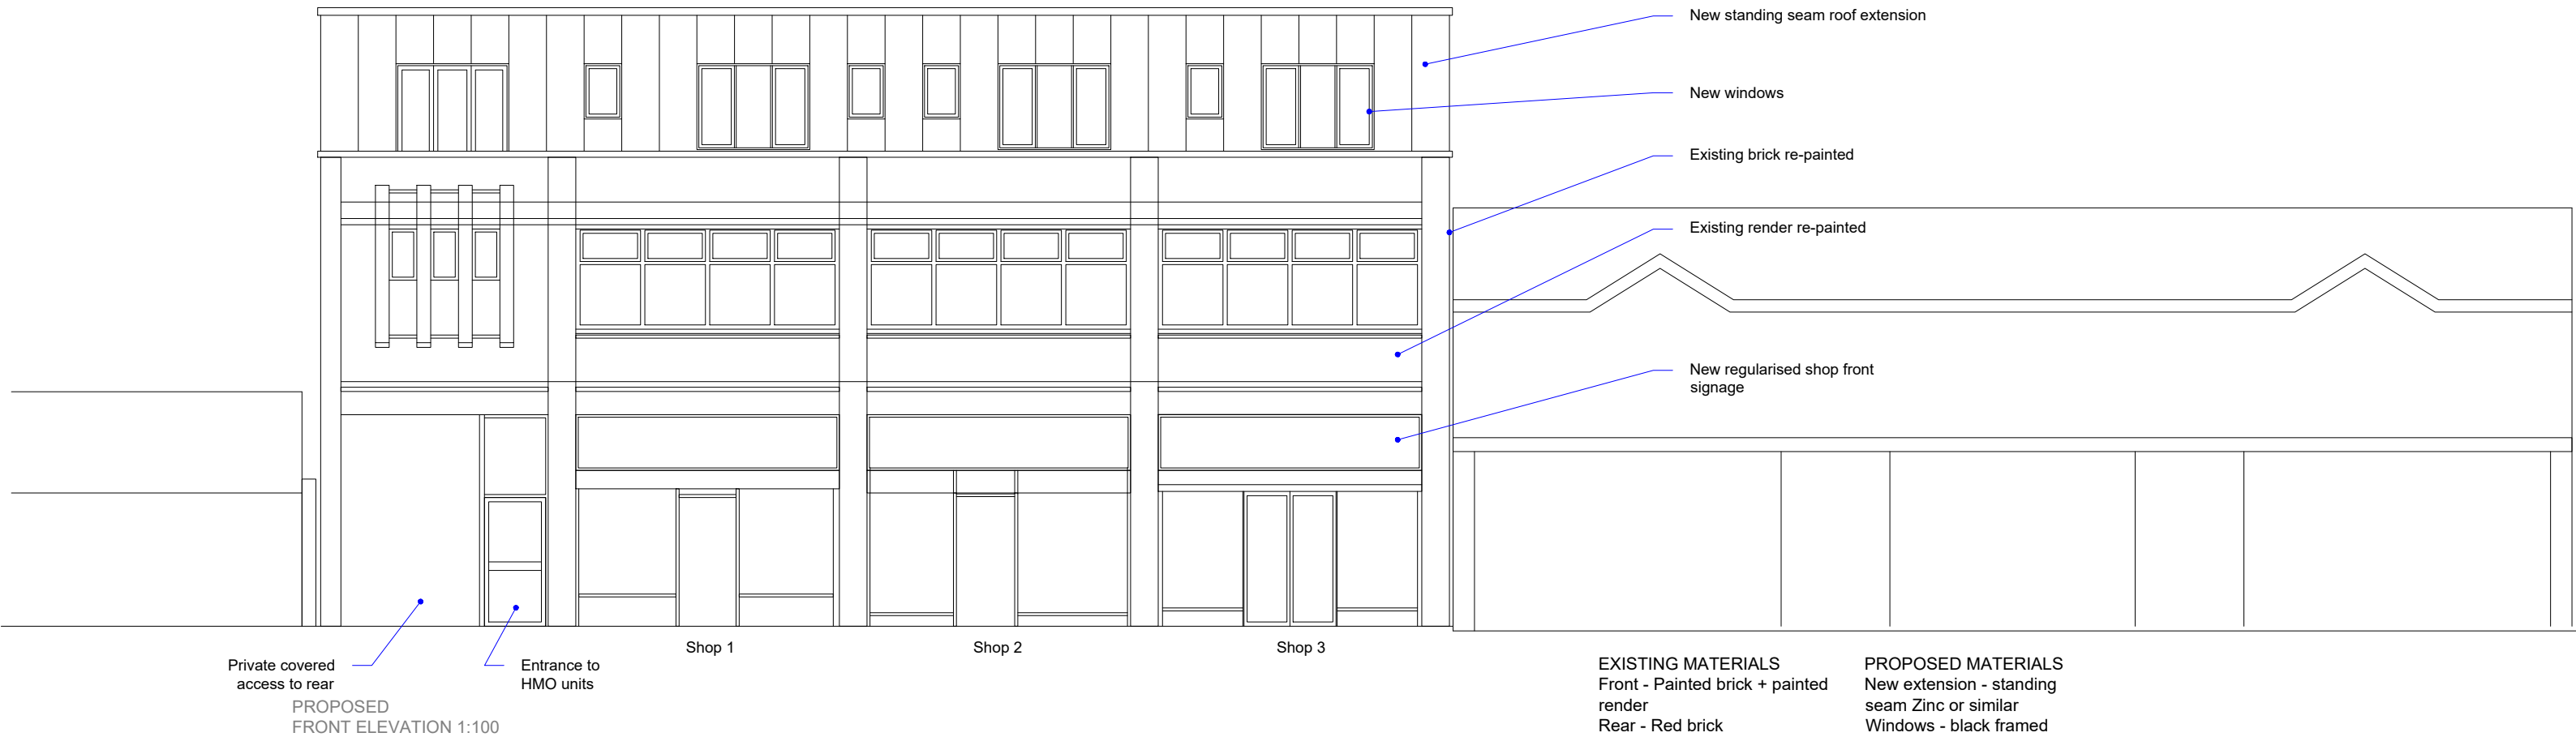 New standing seam roof extension
New windows
Existing brick re-painted
Existing render re-painted
New regularised shop front
signage
Shop 1
Shop 2
Shop 3
Private covered
access to rear
Entrance to
HMO units
PROPOSED
FRONT ELEVATION 1:100
EXISTING MATERIALS
Front - Painted brick + painted
render
Rear - Red brick
PROPOSED MATERIALS
New extension - standing
seam Zinc or similar
Windows - black framed